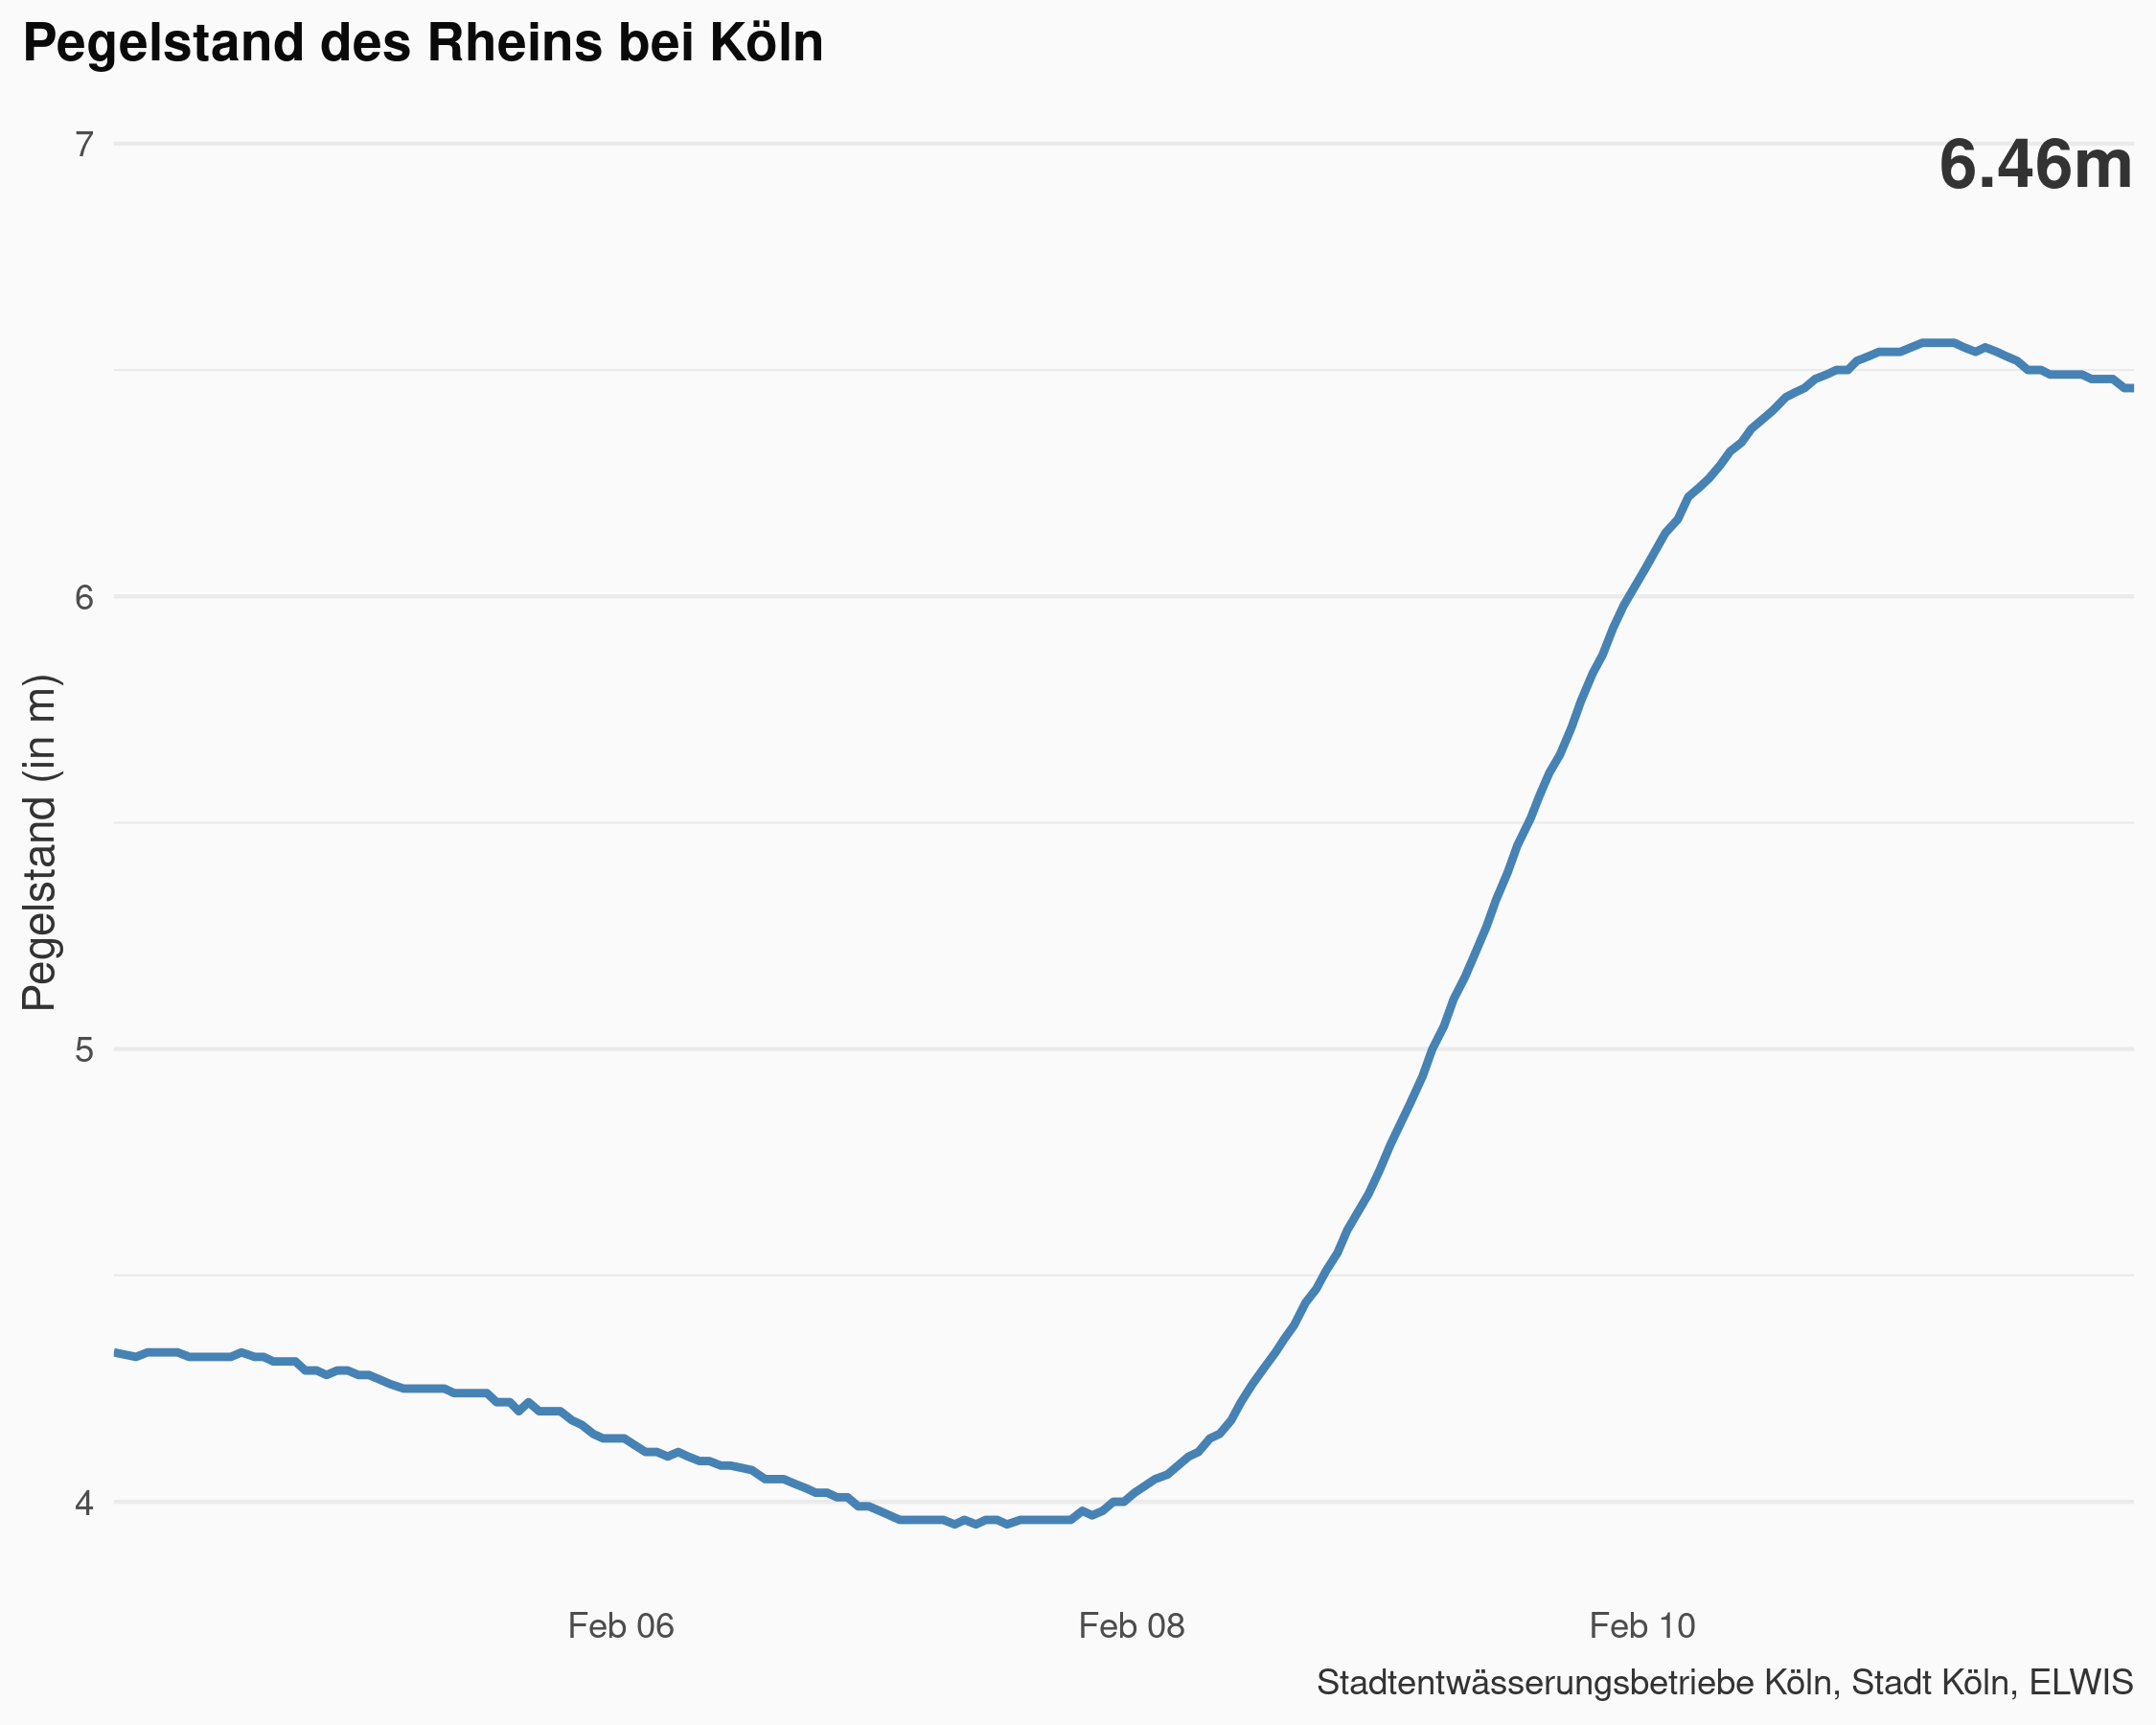 Pegelstand des Rheins bei Köln
7
6.46m
6
Pegelstand (in m)
5
4
Feb 06 Feb 08 Feb 10
Stadtentwässerungsbetriebe Köln, Stadt Köln, ELWIS